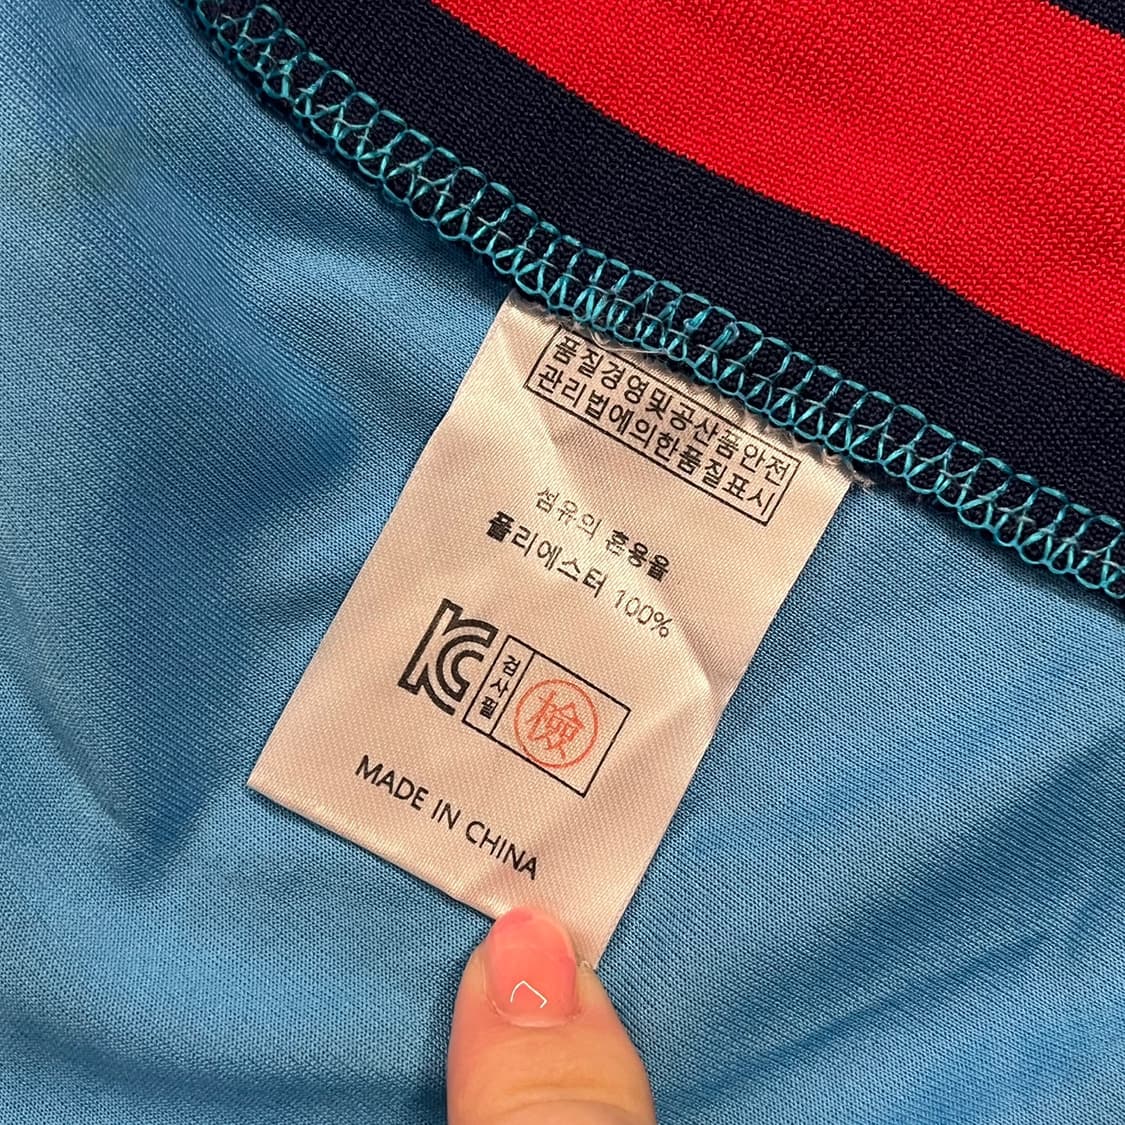 품질경영및공산품안전
관리법에의한품질표시
섬유의 혼용율
폴리에스터 100%
KC
검사필
檢
MADE IN CHINA